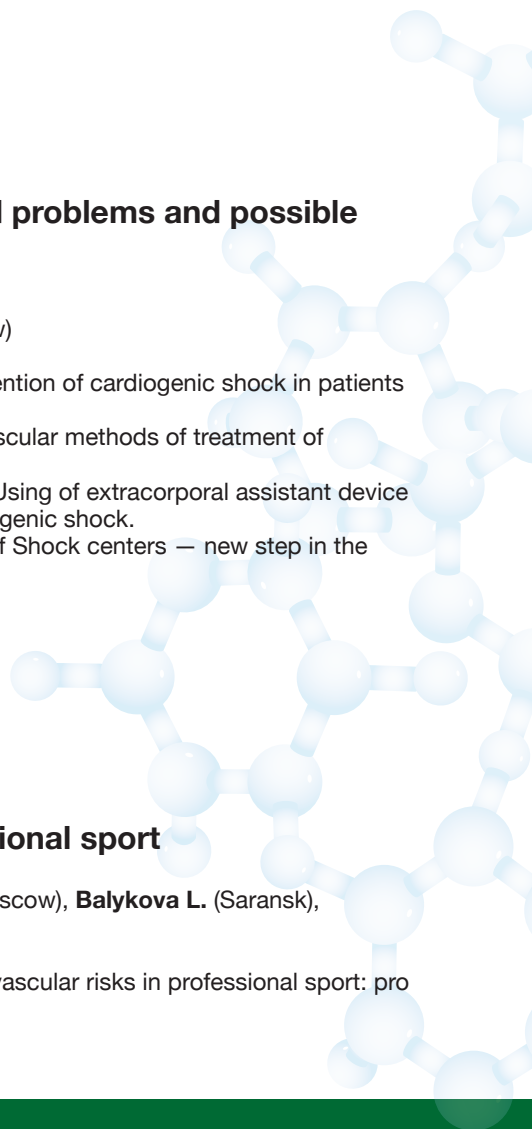 problems and possible
w)
ention of cardiogenic shock in patients
scular methods of treatment of
Using of extracorporal assistant device
genic shock.
f Shock centers — new step in the
ional sport
scow), Balykova L. (Saransk),
vascular risks in professional sport: pro